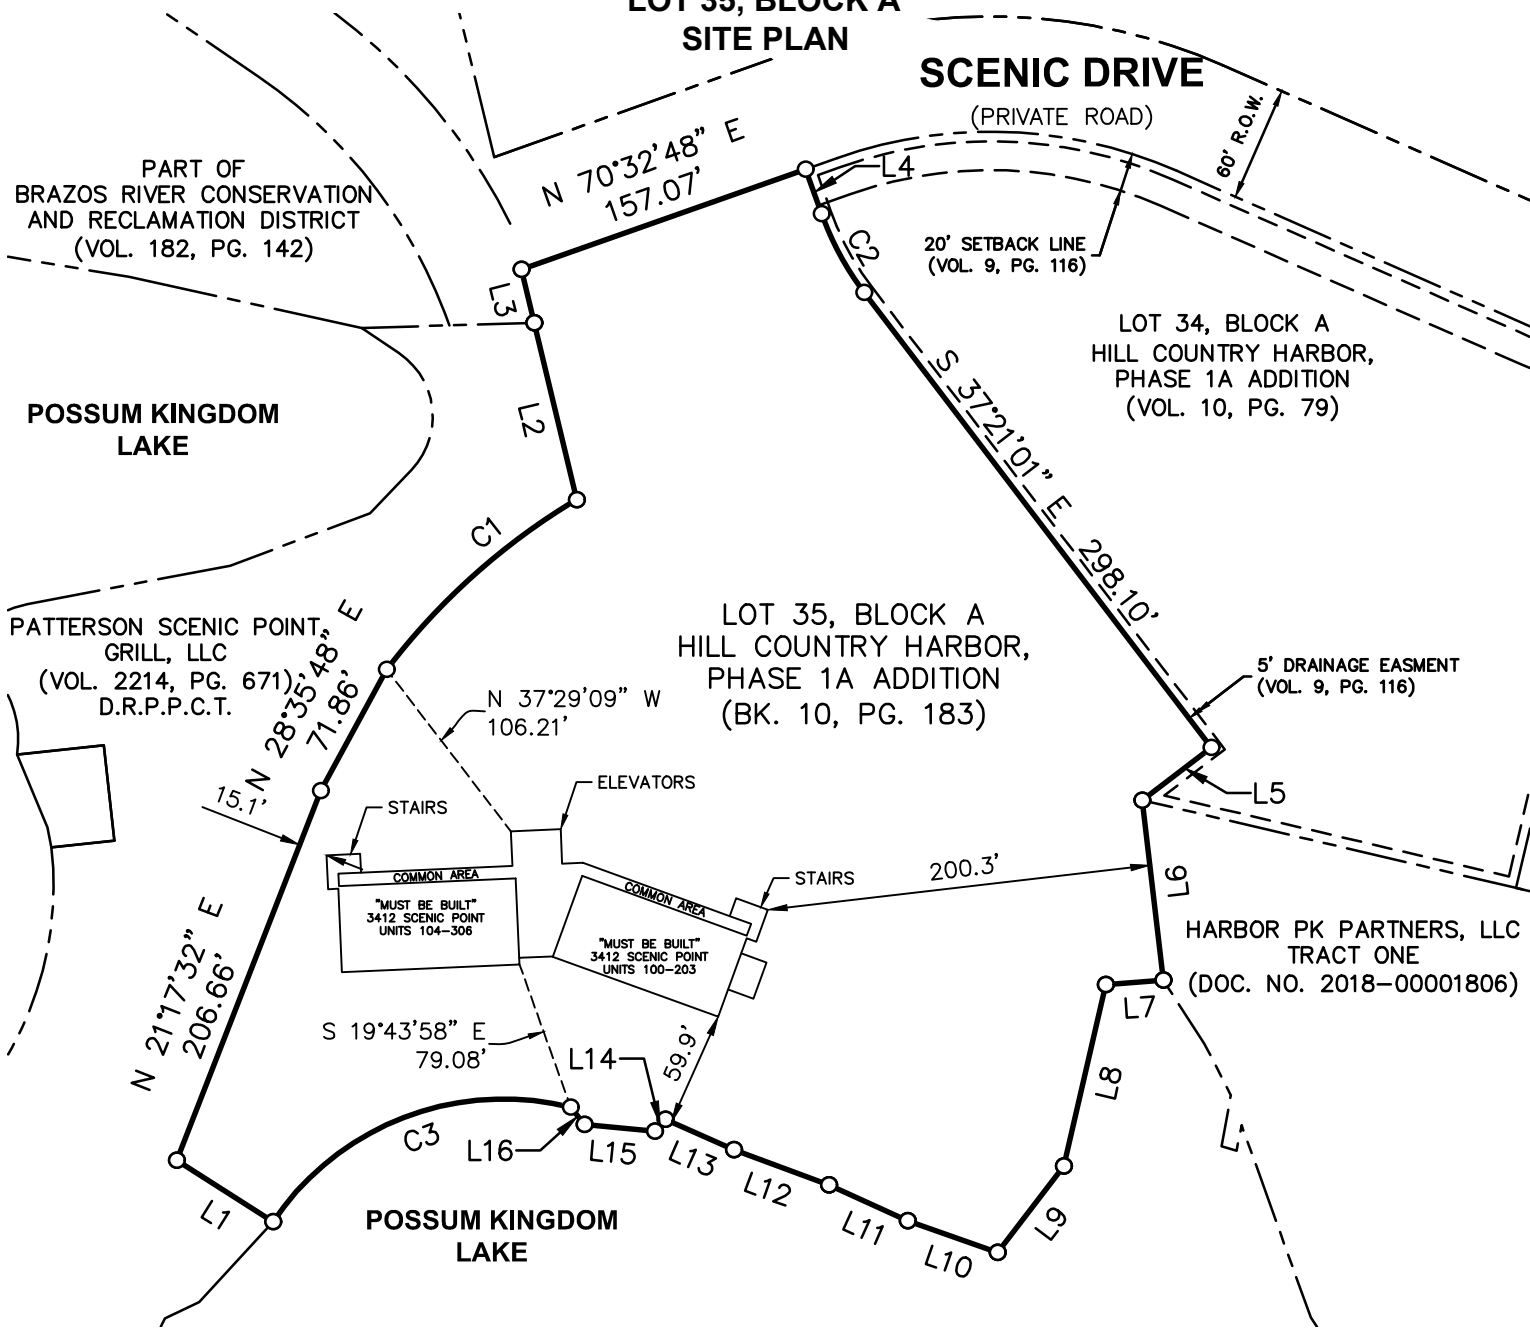 LOT 35, BLOCK A
SITE PLAN
SCENIC DRIVE
(PRIVATE ROAD)
60' R.O.W.
N 70°32'48" E
157.07'
L4
PART OF
BRAZOS RIVER CONSERVATION
AND RECLAMATION DISTRICT
(VOL. 182, PG. 142)
C2
20' SETBACK LINE
(VOL. 9, PG. 116)
L3
LOT 34, BLOCK A
HILL COUNTRY HARBOR,
PHASE 1A ADDITION
(VOL. 10, PG. 79)
POSSUM KINGDOM
LAKE
L2
S 37°21'01" E 298.10'
C1
PATTERSON SCENIC POINT
GRILL, LLC
(VOL. 2214, PG. 671)
D.R.P.P.C.T.
N 28°35'48" E
71.86'
LOT 35, BLOCK A
HILL COUNTRY HARBOR,
PHASE 1A ADDITION
(BK. 10, PG. 183)
5' DRAINAGE EASMENT
(VOL. 9, PG. 116)
N 37°29'09" W
106.21'
15.1'
STAIRS
ELEVATORS
L5
COMMON AREA
"MUST BE BUILT"
3412 SCENIC POINT
UNITS 104-306
COMMON AREA
"MUST BE BUILT"
3412 SCENIC POINT
UNITS 100-203
STAIRS
200.3'
L6
HARBOR PK PARTNERS, LLC
TRACT ONE
(DOC. NO. 2018-00001806)
N 21°17'32" E
206.66'
L7
S 19°43'58" E
79.08'
59.9'
L14
L8
C3
L16
L15
L13
L12
L11
L10
L9
L1
POSSUM KINGDOM
LAKE